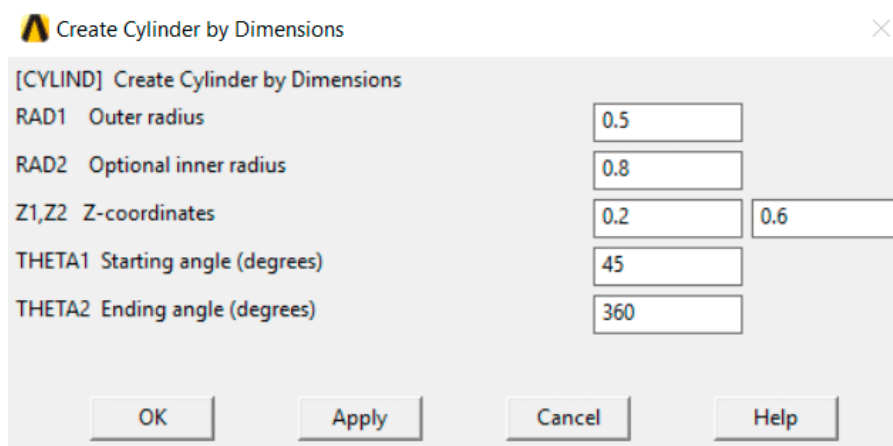 Create Cylinder by Dimensions
[CYLIND] Create Cylinder by Dimensions
RAD1 Outer radius 0.5
RAD2 Optional inner radius 0.8
Z1,Z2 Z-coordinates 0.2 0.6
THETA1 Starting angle (degrees) 45
THETA2 Ending angle (degrees) 360
OK Apply Cancel Help